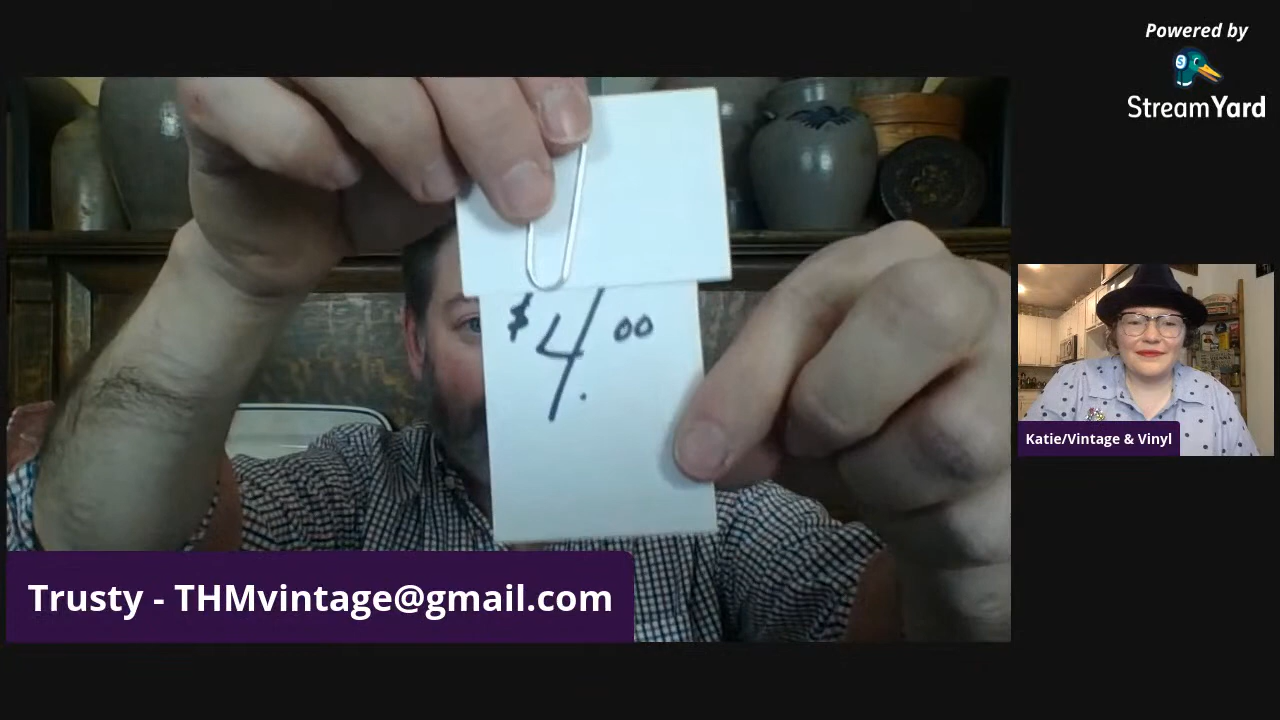 Powered by
StreamYard
$4.00
Katie/Vintage & Vinyl
Trusty - THMvintage@gmail.com